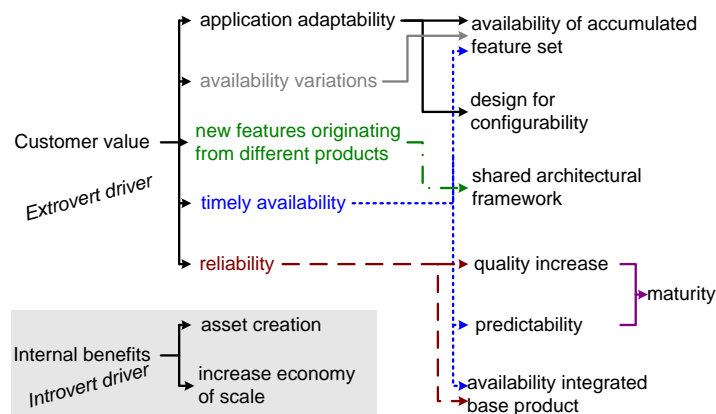 application adaptability
availability of accumulated
feature set
availability variations
design for
configurability
Customer value
new features originating
from different products
Extrovert driver
shared architectural
framework
timely availability
reliability
quality increase
maturity
asset creation
predictability
Internal benefits
Introvert driver
increase economy
of scale
availability integrated
base product